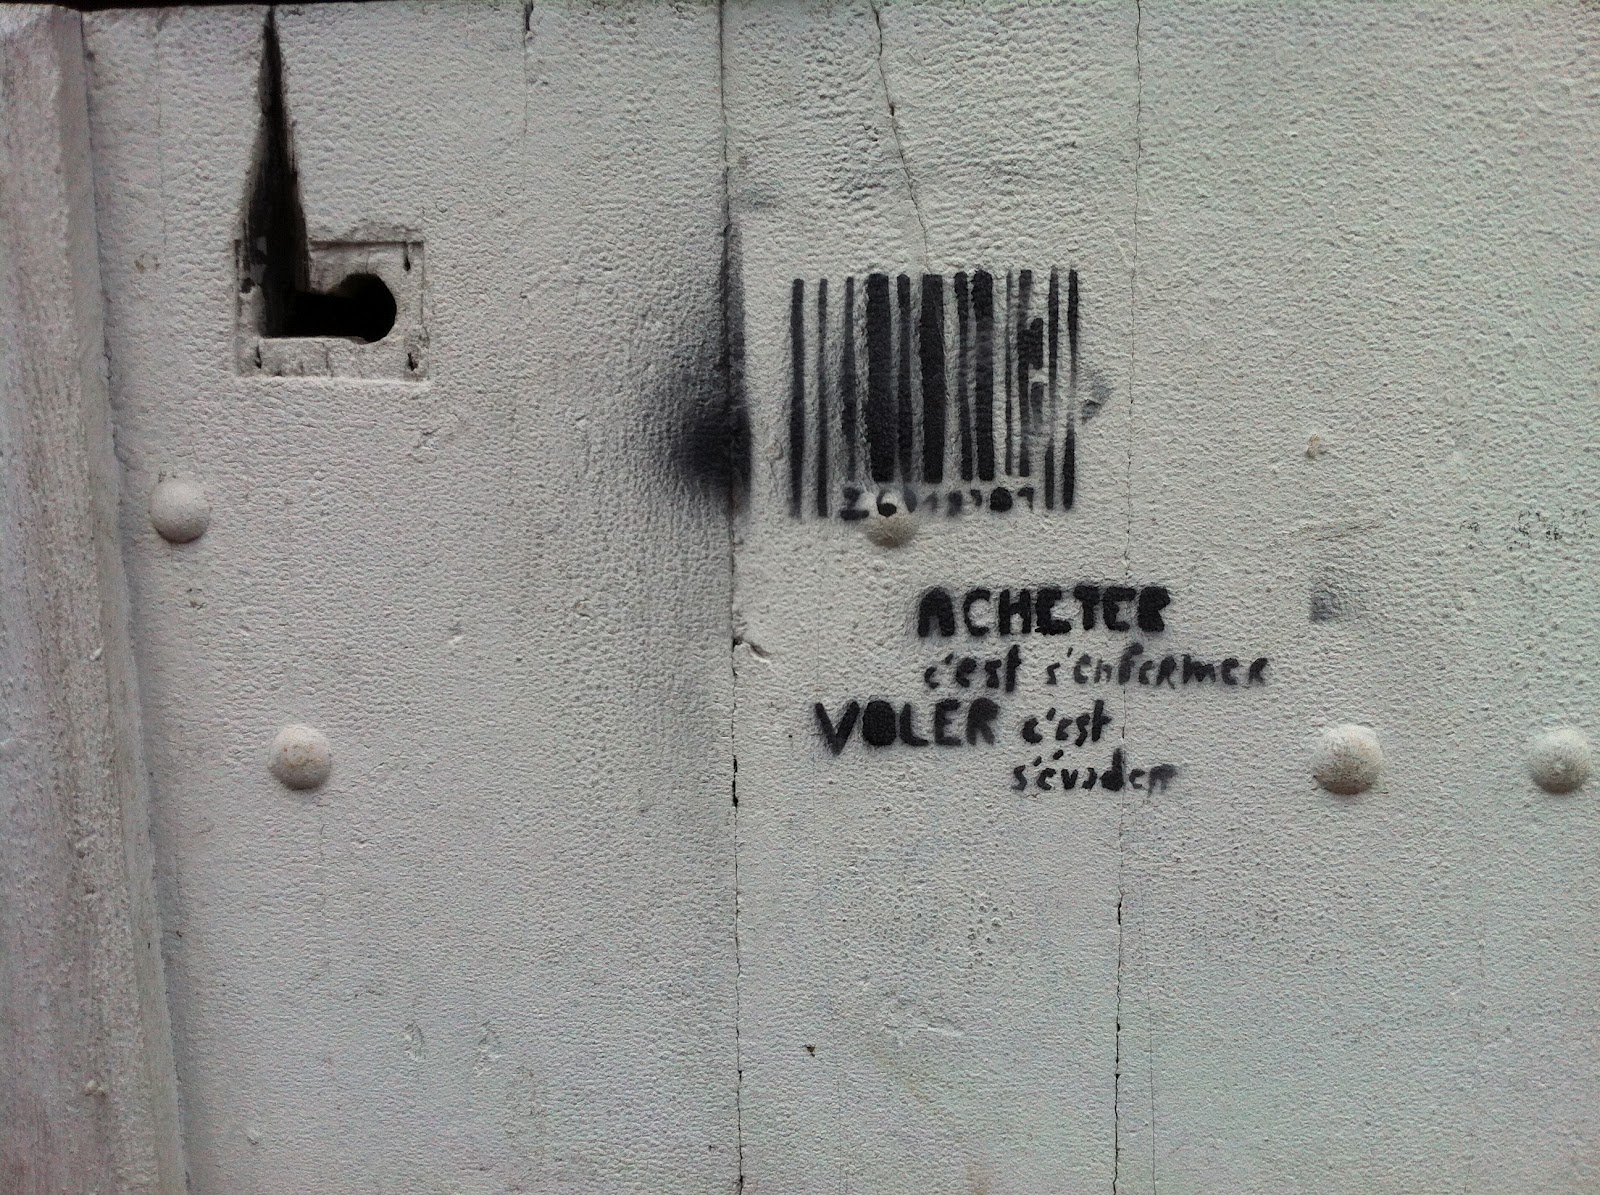 ACHETER
c'est s'enfermer
VOLER c'est
s'évader